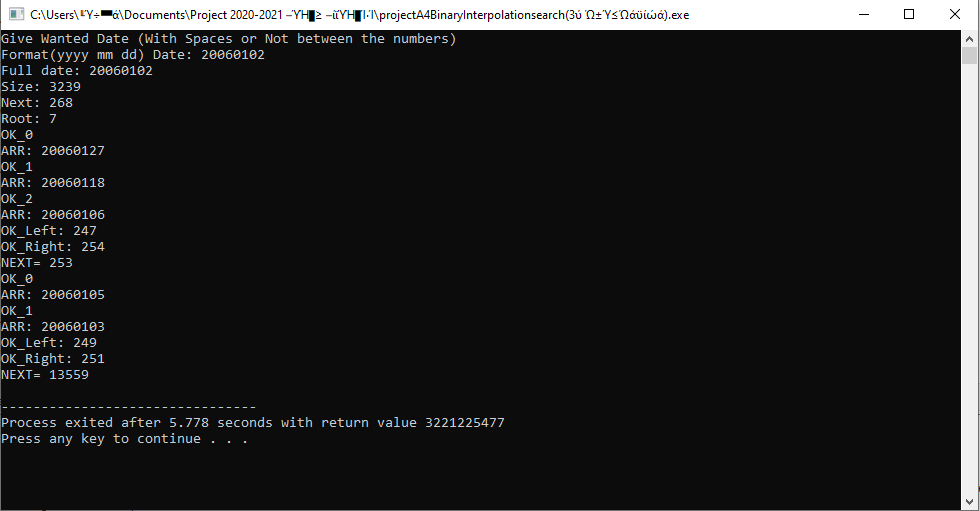 C:\Users\
\Documents\Project 2020-2021
\projectA4BinaryInterpolationsearch(3
.exe
Give Wanted Date (With Spaces or Not between the numbers)
Format(yyyy mm dd) Date: 20060102
Full date: 20060102
Size: 3239
Next: 268
Root: 7
OK_0
ARR: 20060127
OK_1
ARR: 20060118
OK_2
ARR: 20060106
OK_Left: 247
OK_Right: 254
NEXT= 253
OK_0
ARR: 20060105
OK_1
ARR: 20060103
OK_Left: 249
OK_Right: 251
NEXT= 13559
--------------------------------
Process exited after 5.778 seconds with return value 3221225477
Press any key to continue . . .